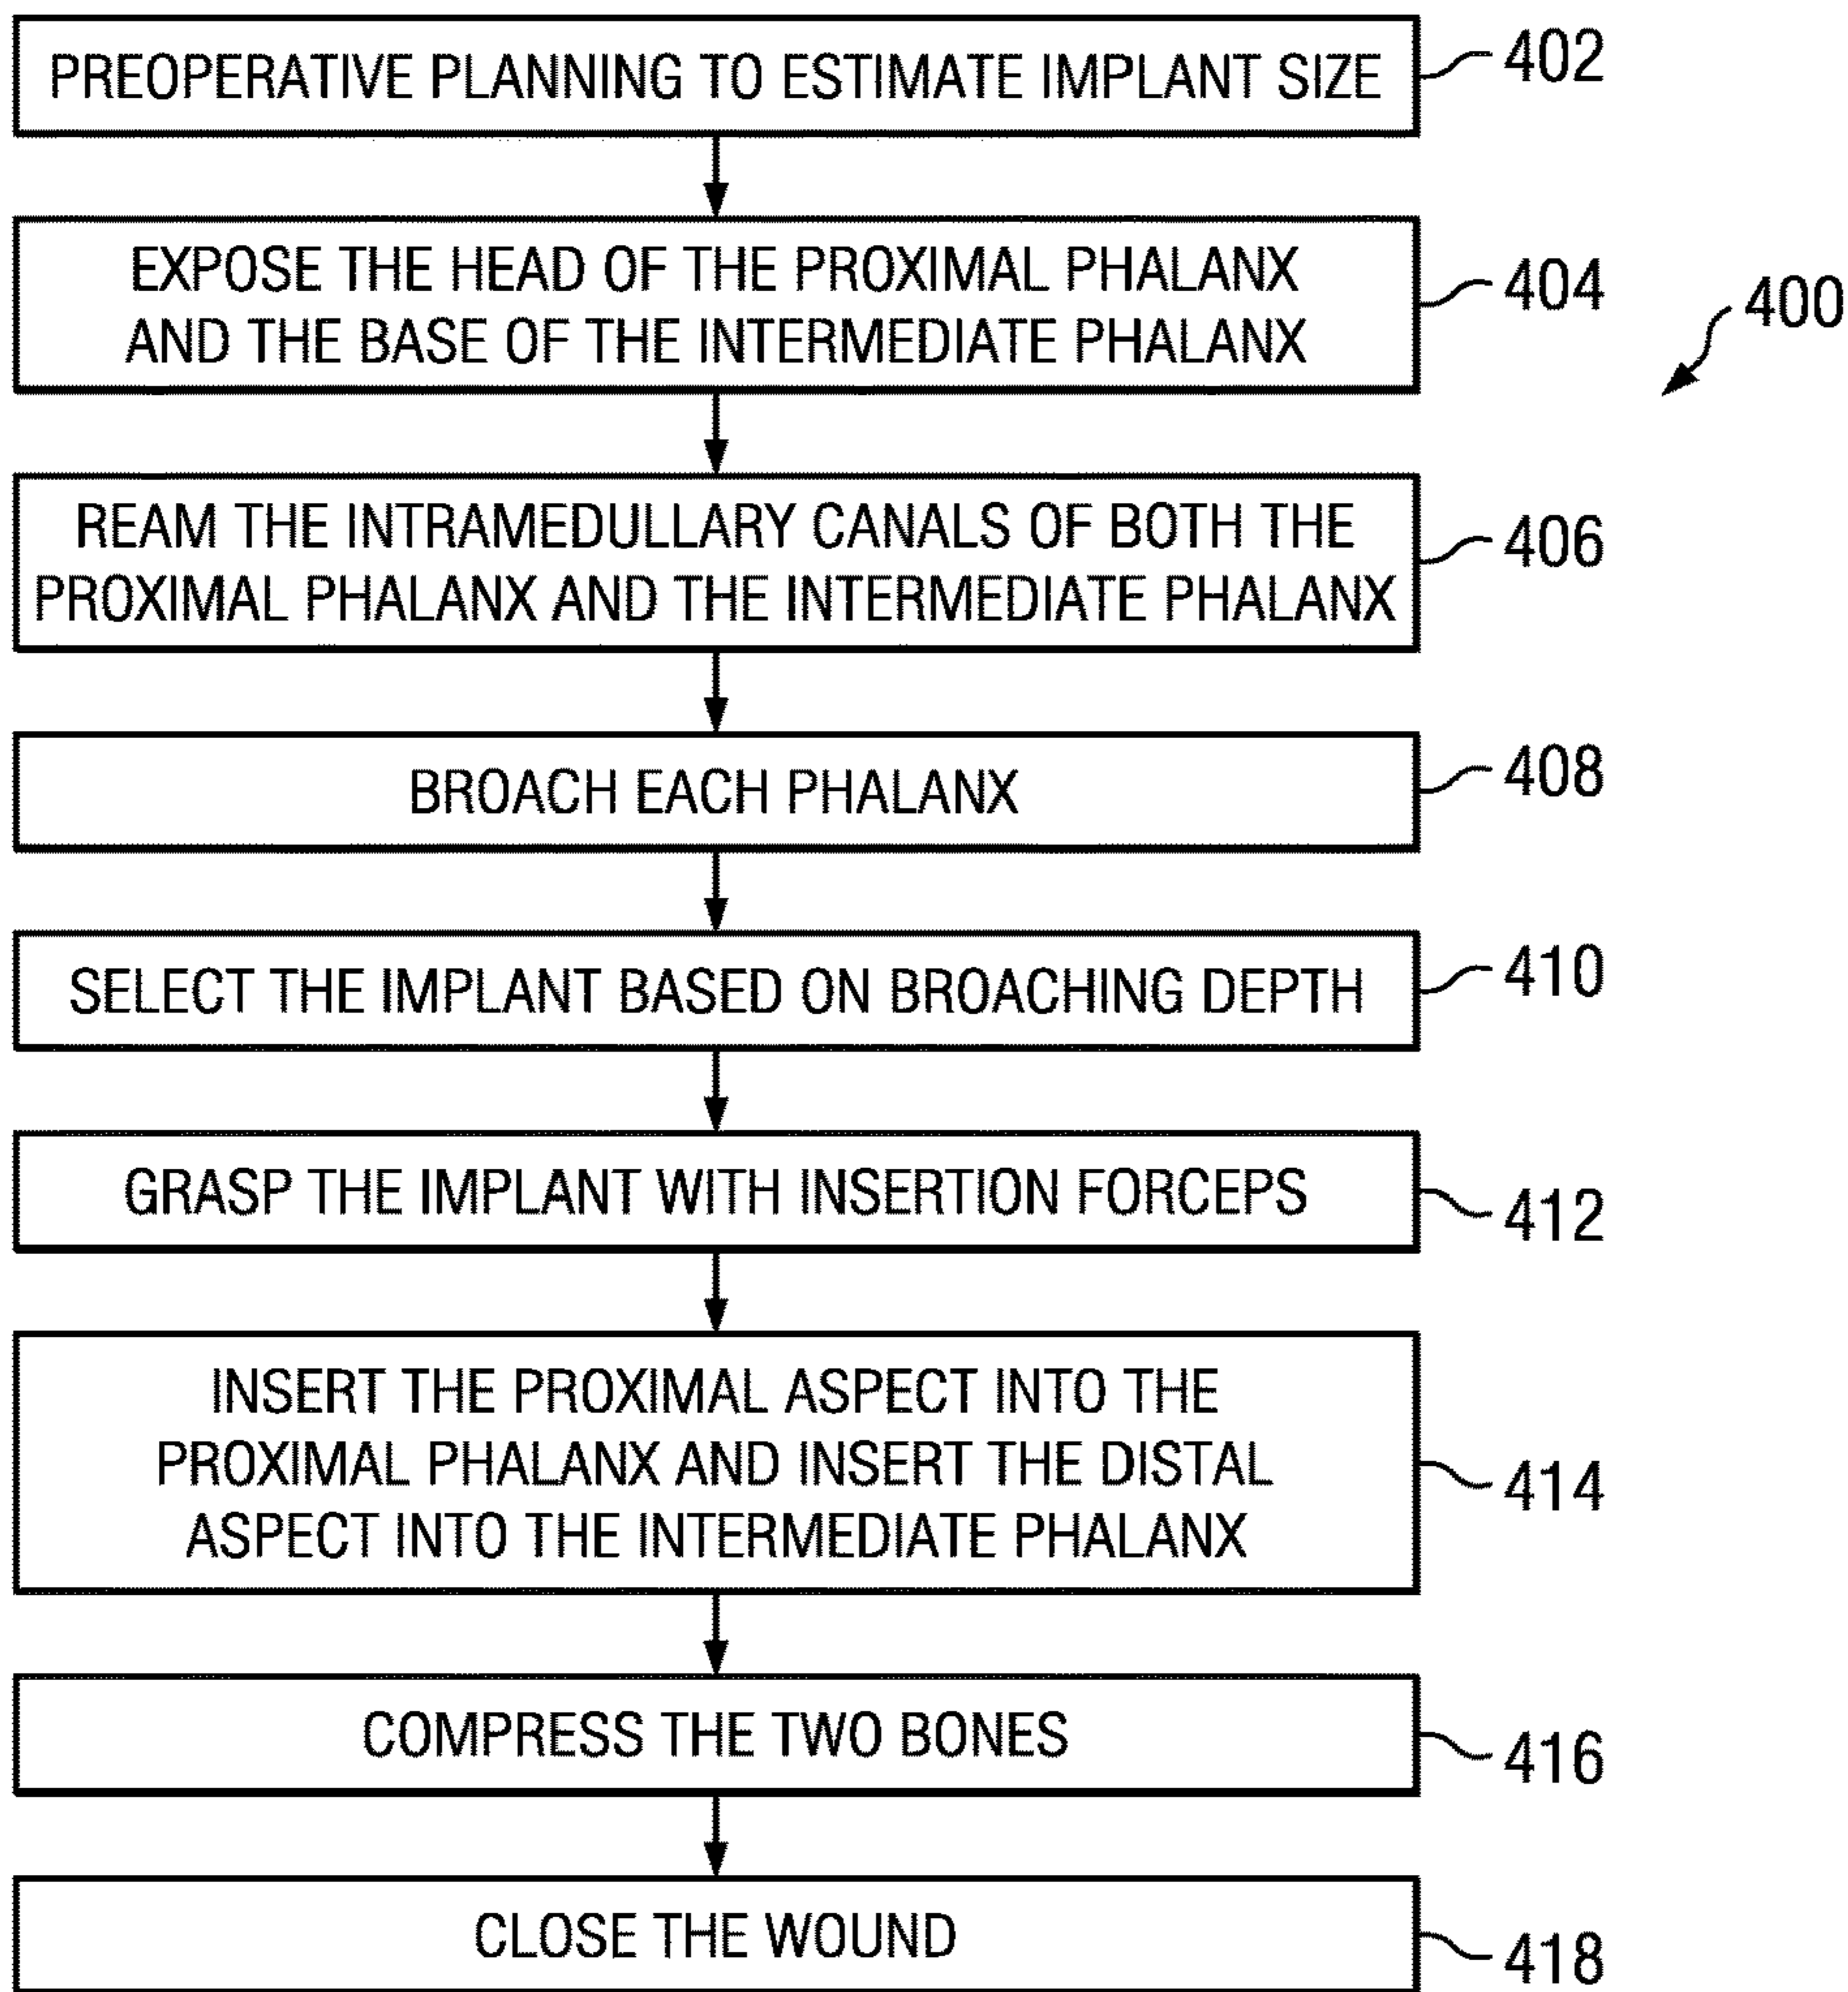 PREOPERATIVE PLANNING TO ESTIMATE IMPLANT SIZE
402
EXPOSE THE HEAD OF THE PROXIMAL PHALANX
AND THE BASE OF THE INTERMEDIATE PHALANX
404
400
REAM THE INTRAMEDULLARY CANALS OF BOTH THE
PROXIMAL PHALANX AND THE INTERMEDIATE PHALANX
406
BROACH EACH PHALANX
408
SELECT THE IMPLANT BASED ON BROACHING DEPTH
410
GRASP THE IMPLANT WITH INSERTION FORCEPS
412
INSERT THE PROXIMAL ASPECT INTO THE
PROXIMAL PHALANX AND INSERT THE DISTAL
ASPECT INTO THE INTERMEDIATE PHALANX
414
COMPRESS THE TWO BONES
416
CLOSE THE WOUND
418